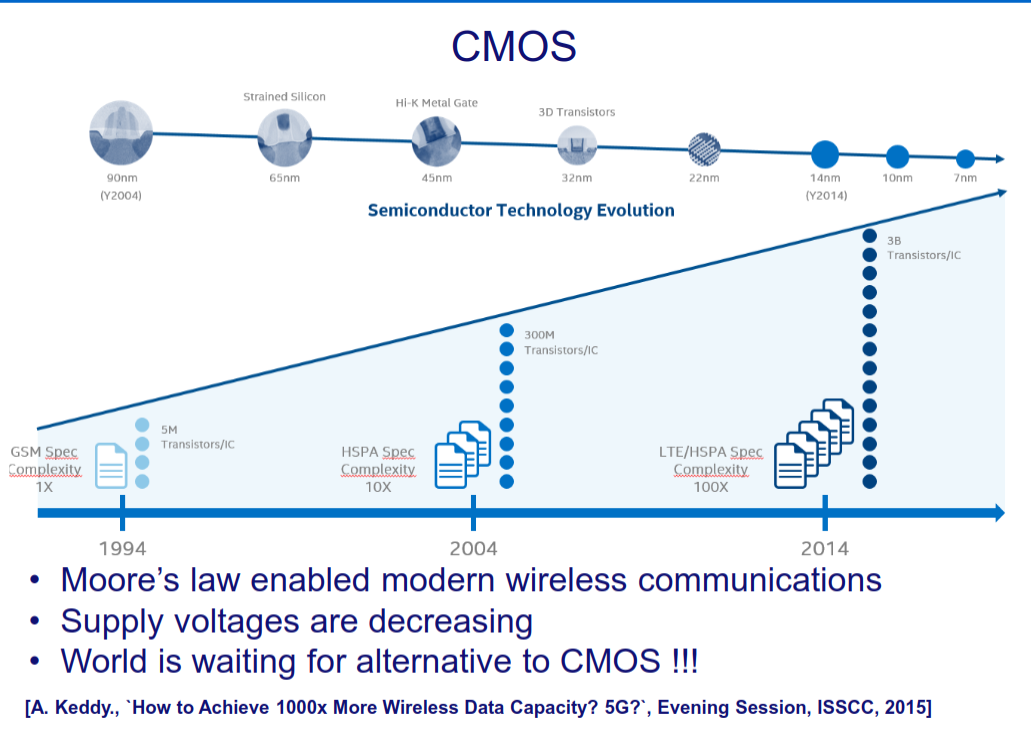 CMOS
Strained Silicon
Hi-K Metal Gate
3D Transistors
90nm
(Y2004)
65nm
45nm
32nm
22nm
14nm
(Y2014)
10nm
7nm
Semiconductor Technology Evolution
3B
Transistors/IC
300M
Transistors/IC
5M
Transistors/IC
GSM Spec
Complexity
1X
HSPA Spec
Complexity
10X
LTE/HSPA Spec
Complexity
100X
1994
2004
2014
• Moore's law enabled modern wireless communications
• Supply voltages are decreasing
• World is waiting for alternative to CMOS !!!
[A. Keddy., `How to Achieve 1000x More Wireless Data Capacity? 5G?`, Evening Session, ISSCC, 2015]